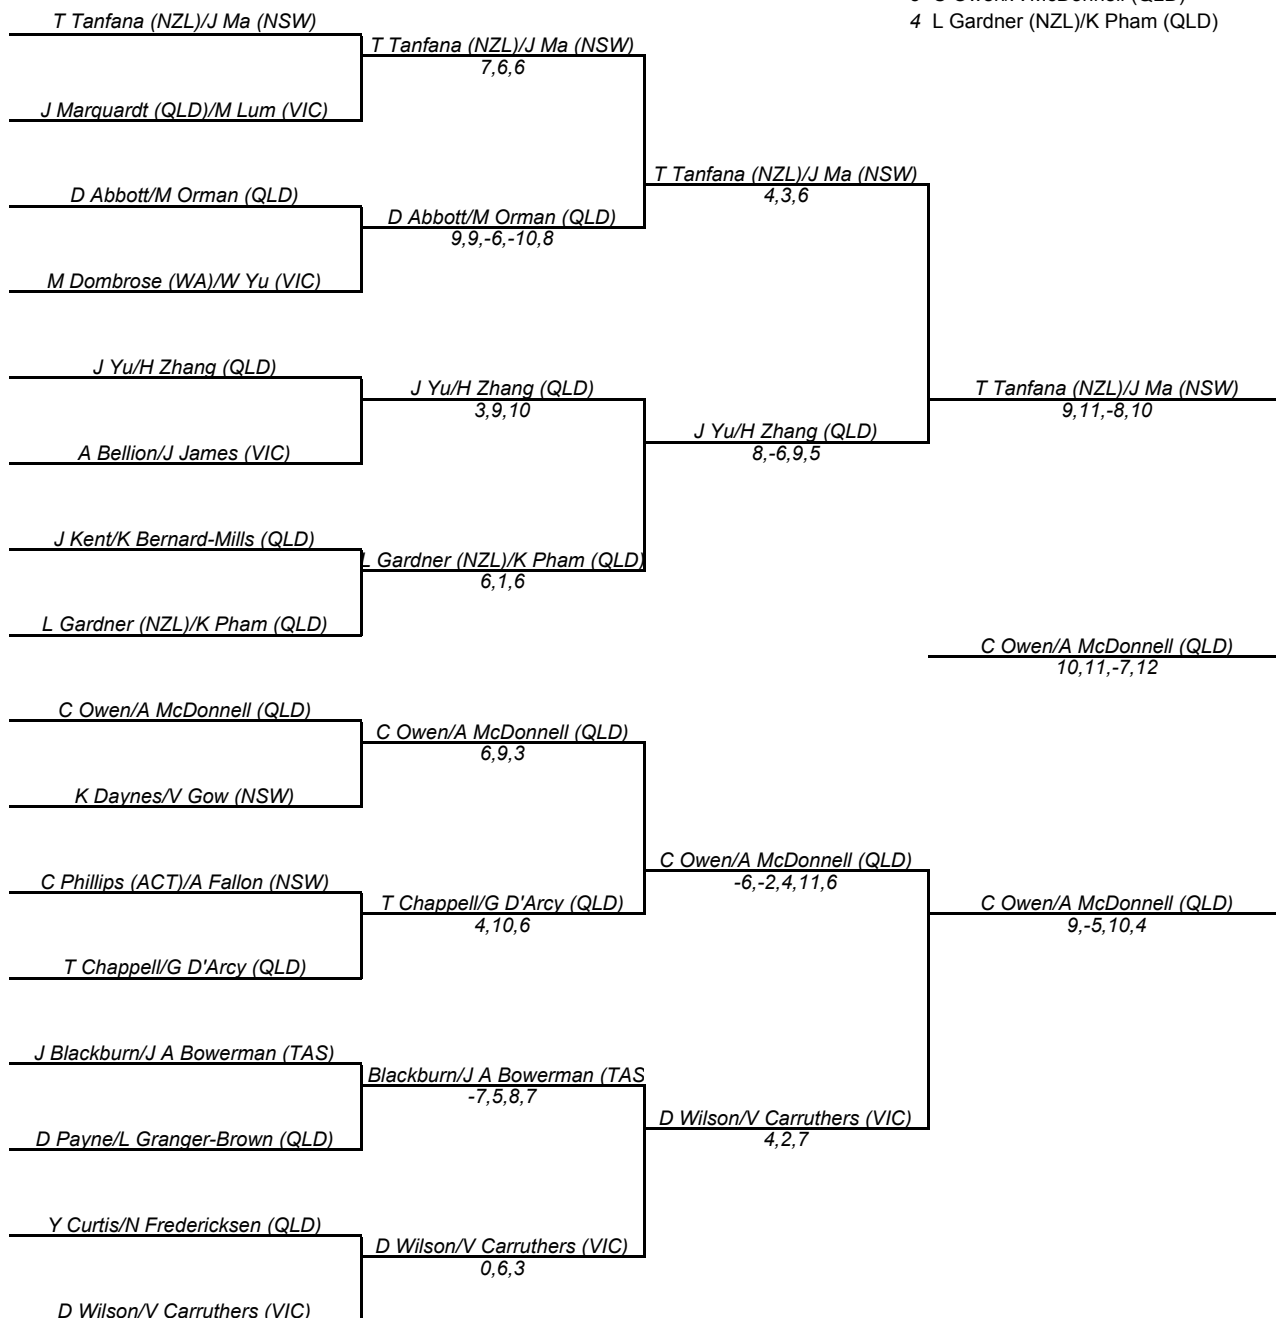 3 C Owen/A McDonnell (QLD)
4 L Gardner (NZL)/K Pham (QLD)
T Tanfana (NZL)/J Ma (NSW)
T Tanfana (NZL)/J Ma (NSW)
7,6,6
J Marquardt (QLD)/M Lum (VIC)
T Tanfana (NZL)/J Ma (NSW)
4,3,6
D Abbott/M Orman (QLD)
D Abbott/M Orman (QLD)
9,9,-6,-10,8
M Dombrose (WA)/W Yu (VIC)
J Yu/H Zhang (QLD)
J Yu/H Zhang (QLD)
3,9,10
T Tanfana (NZL)/J Ma (NSW)
9,11,-8,10
J Yu/H Zhang (QLD)
8,-6,9,5
A Bellion/J James (VIC)
J Kent/K Bernard-Mills (QLD)
L Gardner (NZL)/K Pham (QLD)
6,1,6
L Gardner (NZL)/K Pham (QLD)
C Owen/A McDonnell (QLD)
10,11,-7,12
C Owen/A McDonnell (QLD)
C Owen/A McDonnell (QLD)
6,9,3
K Daynes/V Gow (NSW)
C Owen/A McDonnell (QLD)
-6,-2,4,11,6
C Phillips (ACT)/A Fallon (NSW)
T Chappell/G D'Arcy (QLD)
4,10,6
C Owen/A McDonnell (QLD)
9,-5,10,4
T Chappell/G D'Arcy (QLD)
J Blackburn/J A Bowerman (TAS)
Blackburn/J A Bowerman (TAS
-7,5,8,7
D Wilson/V Carruthers (VIC)
4,2,7
D Payne/L Granger-Brown (QLD)
Y Curtis/N Fredericksen (QLD)
D Wilson/V Carruthers (VIC)
0,6,3
D Wilson/V Carruthers (VIC)